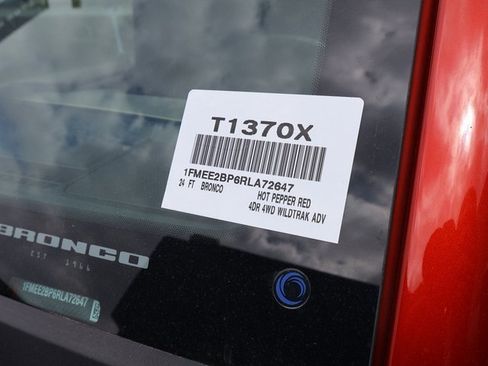 T1370X
1FMEE2BP6RLA72647
24 FT BRONCO HOT PEPPER RED
4DR 4WD WILDTRAK ADV
BRONCO
EST 1966
1FMEE2BP6RLA72647